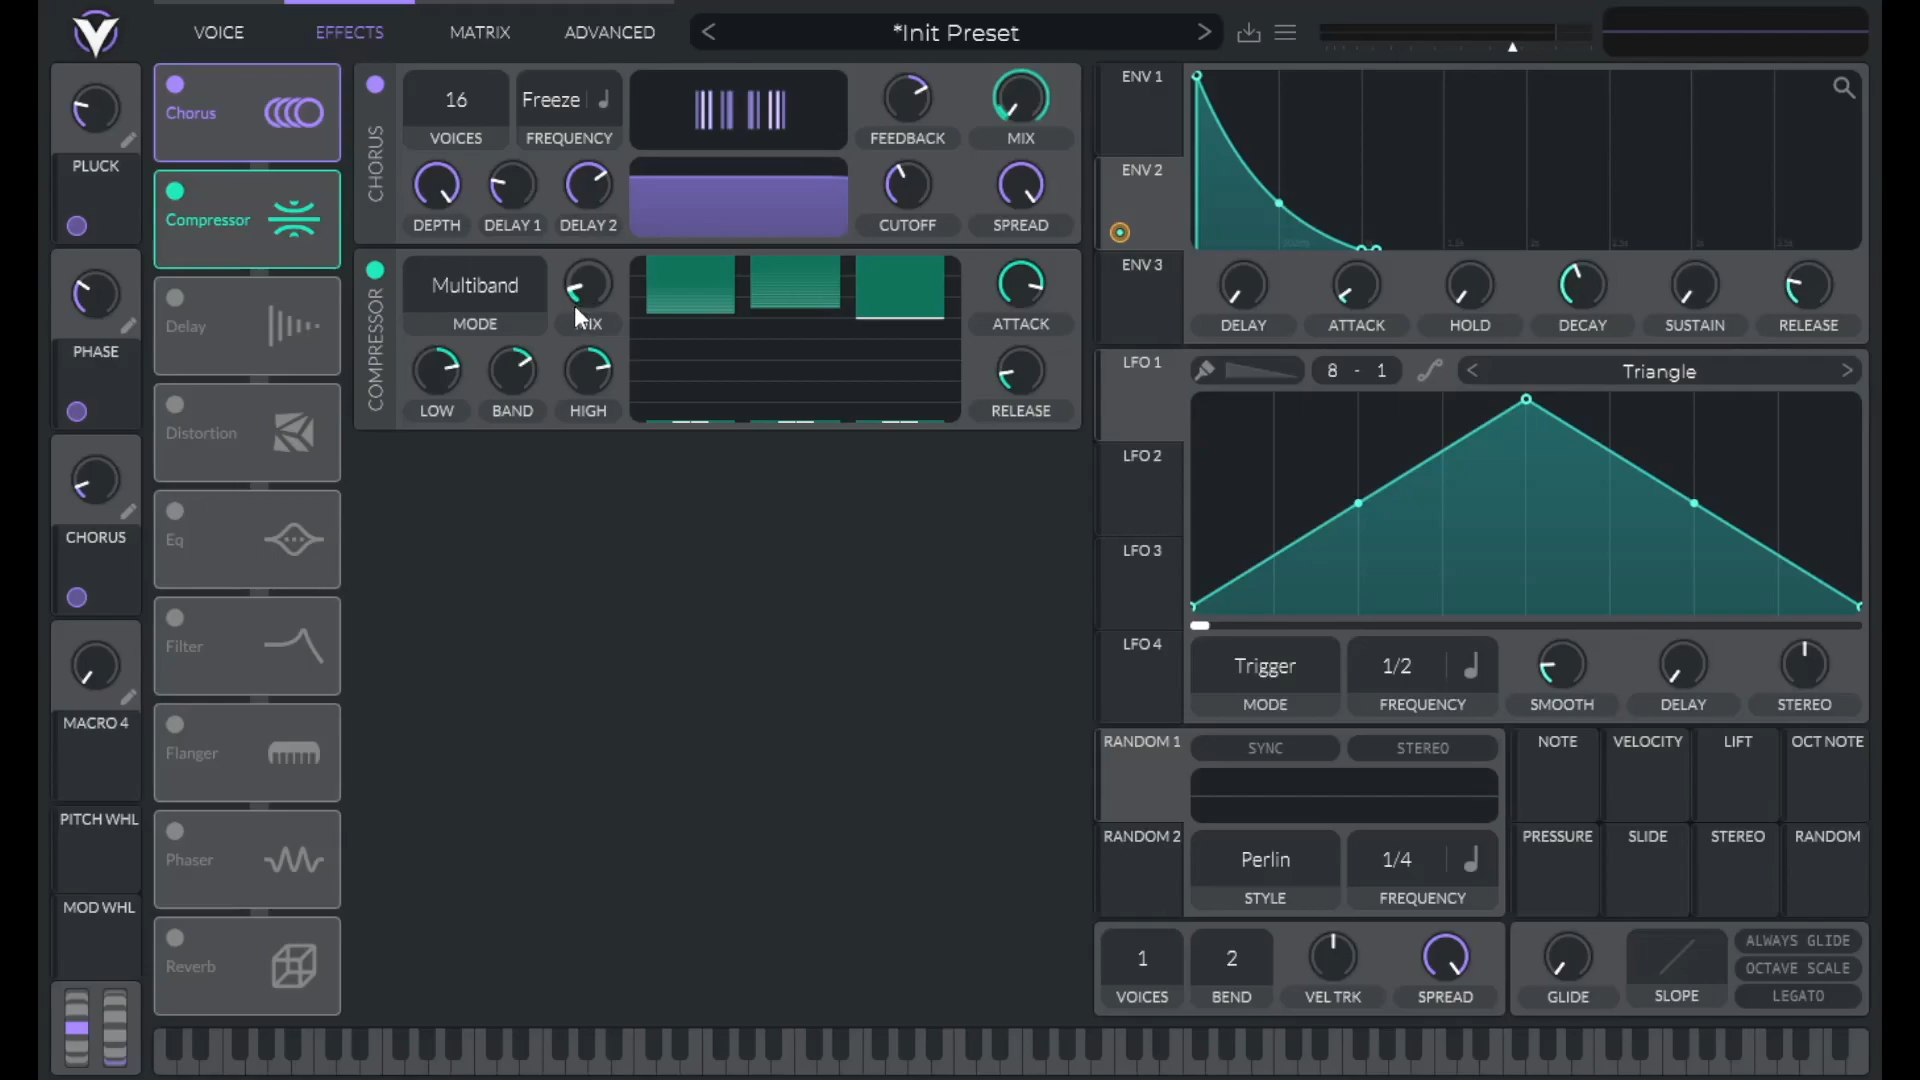 VOICE
EFFECTS
MATRIX
ADVANCED
*Init Preset
PLUCK
PHASE
CHORUS
MACRO 4
PITCH WHL
MOD WHL
Chorus
Compressor
Delay
Distortion
Eq
Filter
Flanger
Phaser
Reverb
CHORUS
16
VOICES
Freeze
FREQUENCY
FEEDBACK
MIX
DEPTH
DELAY 1
DELAY 2
CUTOFF
SPREAD
COMPRESSOR
Multiband
MODE
ATTACK
LOW
BAND
HIGH
RELEASE
ENV 1
ENV 2
ENV 3
DELAY
ATTACK
HOLD
DECAY
SUSTAIN
RELEASE
LFO 1
LFO 2
LFO 3
LFO 4
8 - 1
Triangle
Trigger
MODE
1/2
FREQUENCY
SMOOTH
DELAY
STEREO
RANDOM 1
RANDOM 2
SYNC
STEREO
Perlin
STYLE
1/4
FREQUENCY
NOTE
VELOCITY
LIFT
OCT NOTE
PRESSURE
SLIDE
STEREO
RANDOM
1
VOICES
2
BEND
VEL TRK
SPREAD
GLIDE
SLOPE
ALWAYS GLIDE
OCTAVE SCALE
LEGATO